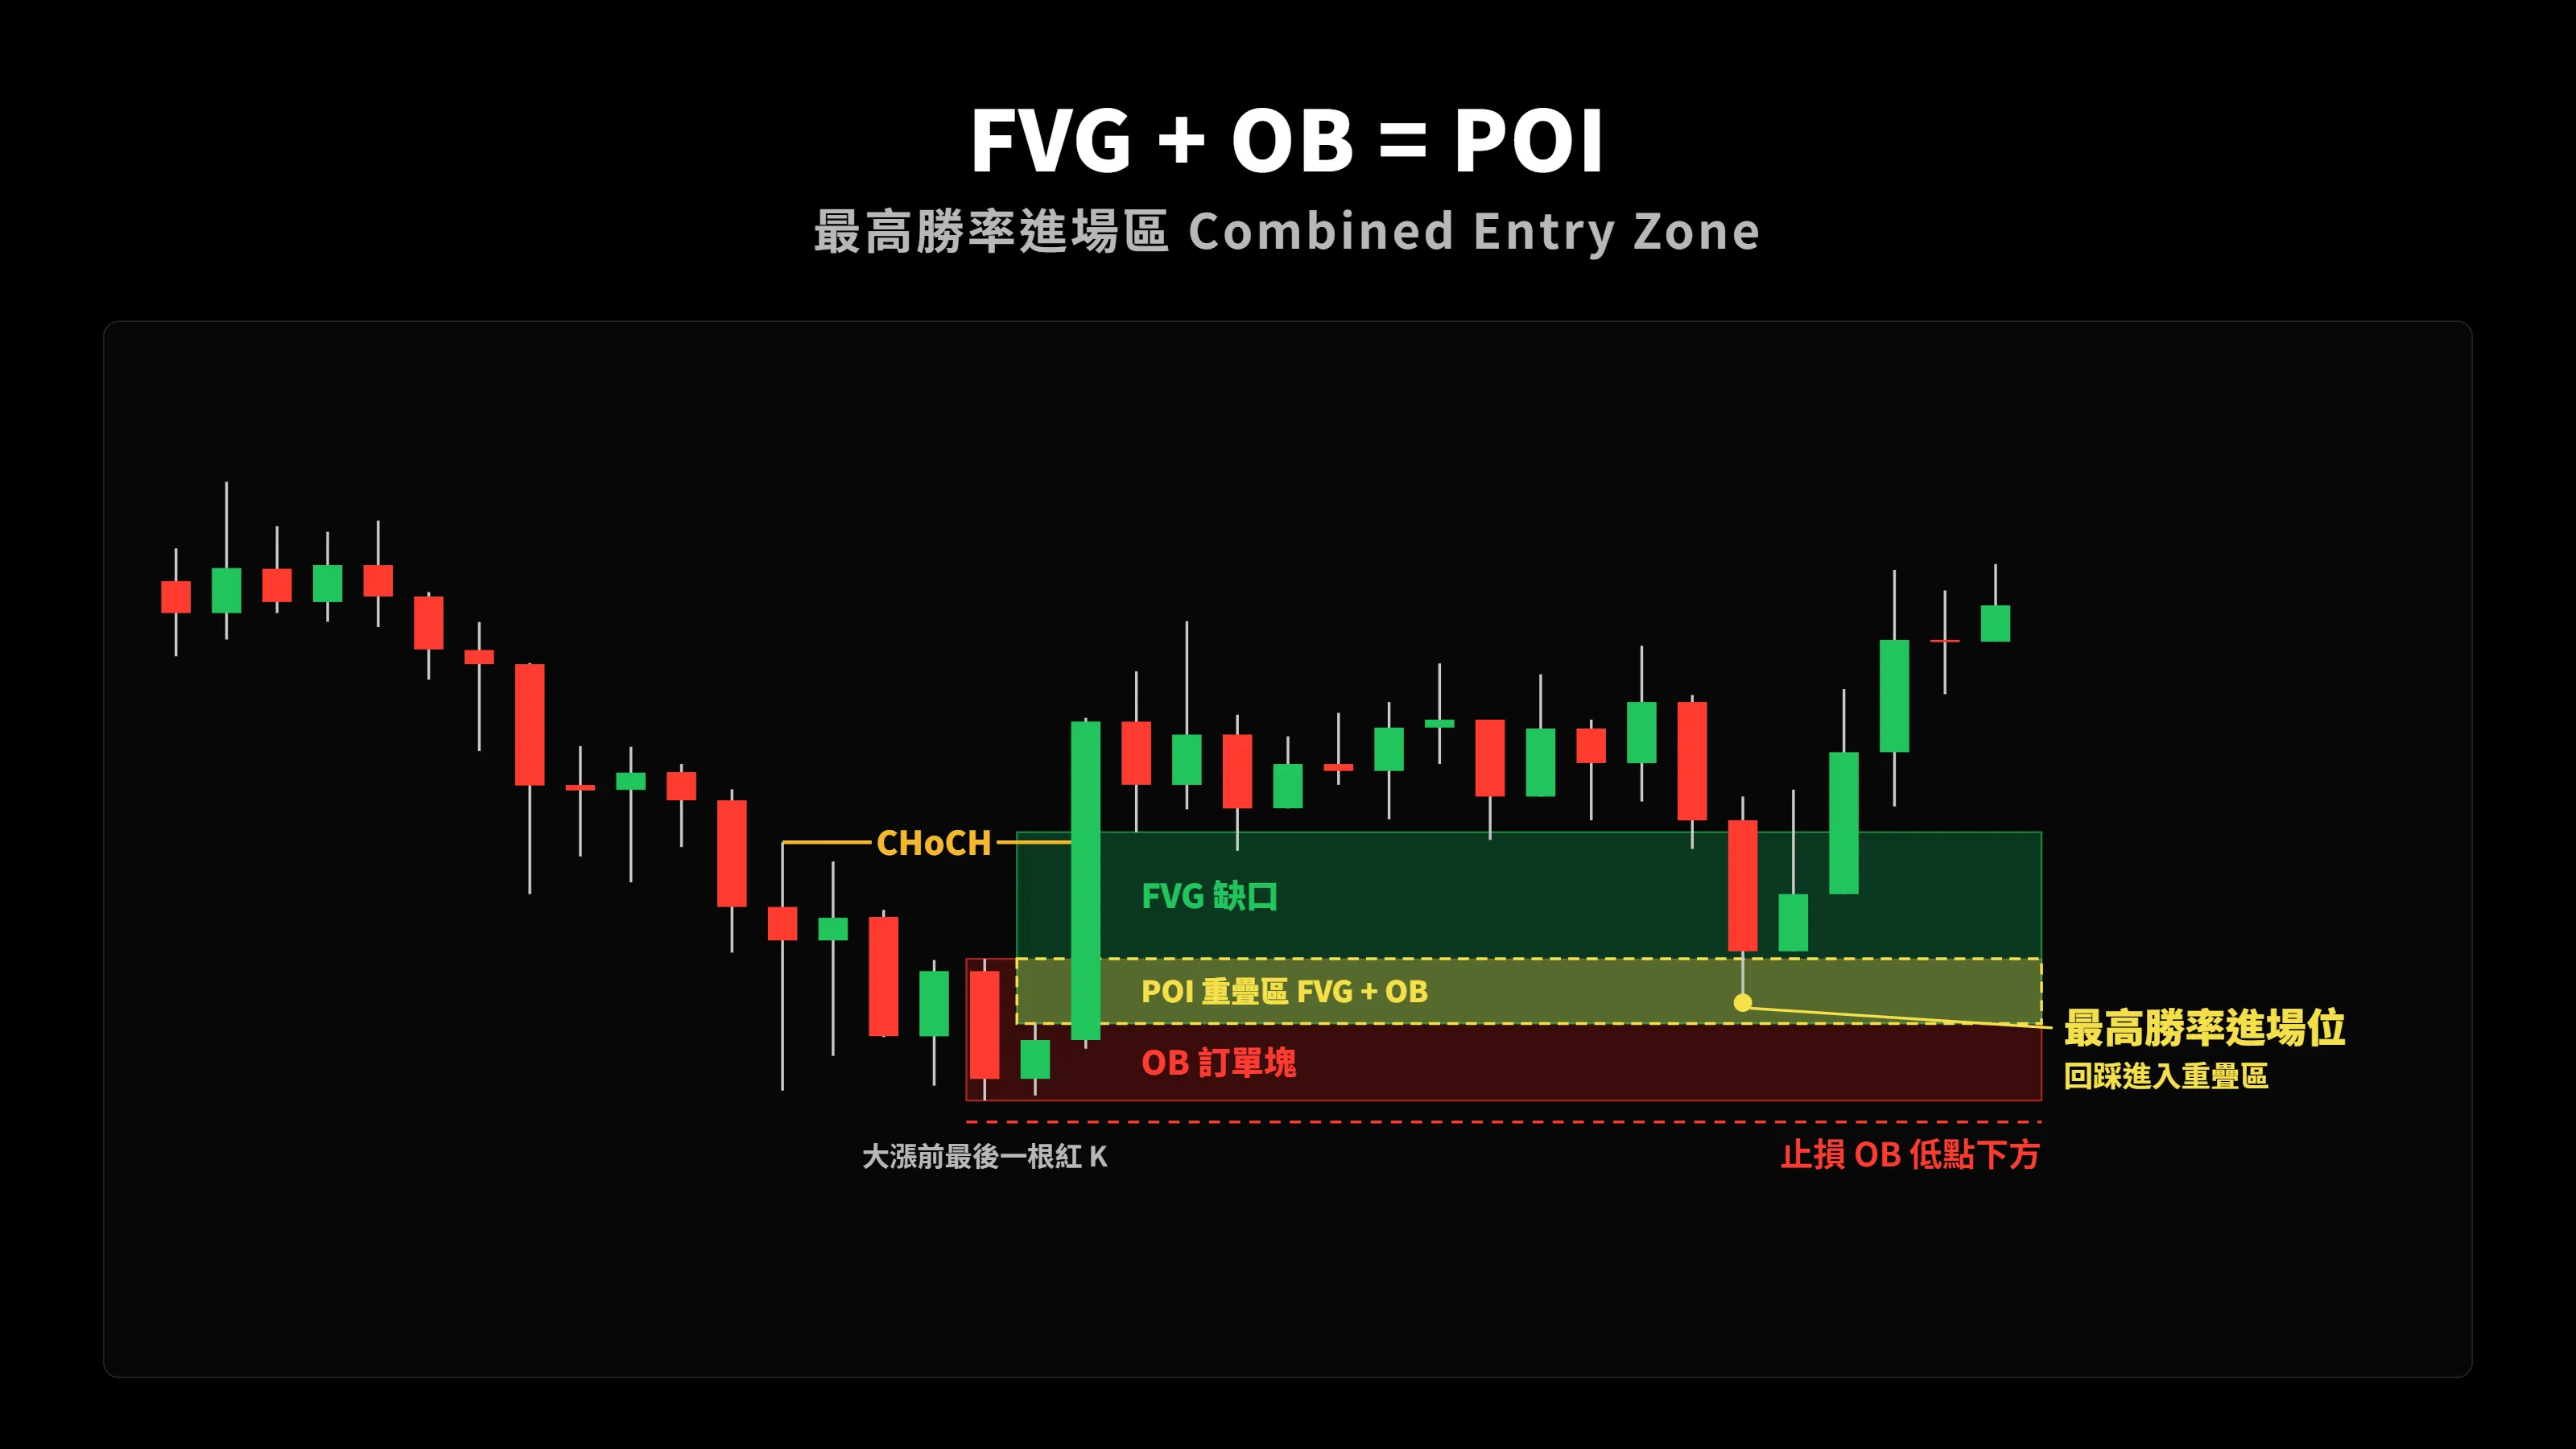 FVG + OB = POI
最高勝率進場區 Combined Entry Zone
CHoCH
FVG 缺口
POI 重疊區 FVG + OB
OB 訂單塊
最高勝率進場位
回踩進入重疊區
大漲前最後一根紅 K
止損 OB 低點下方